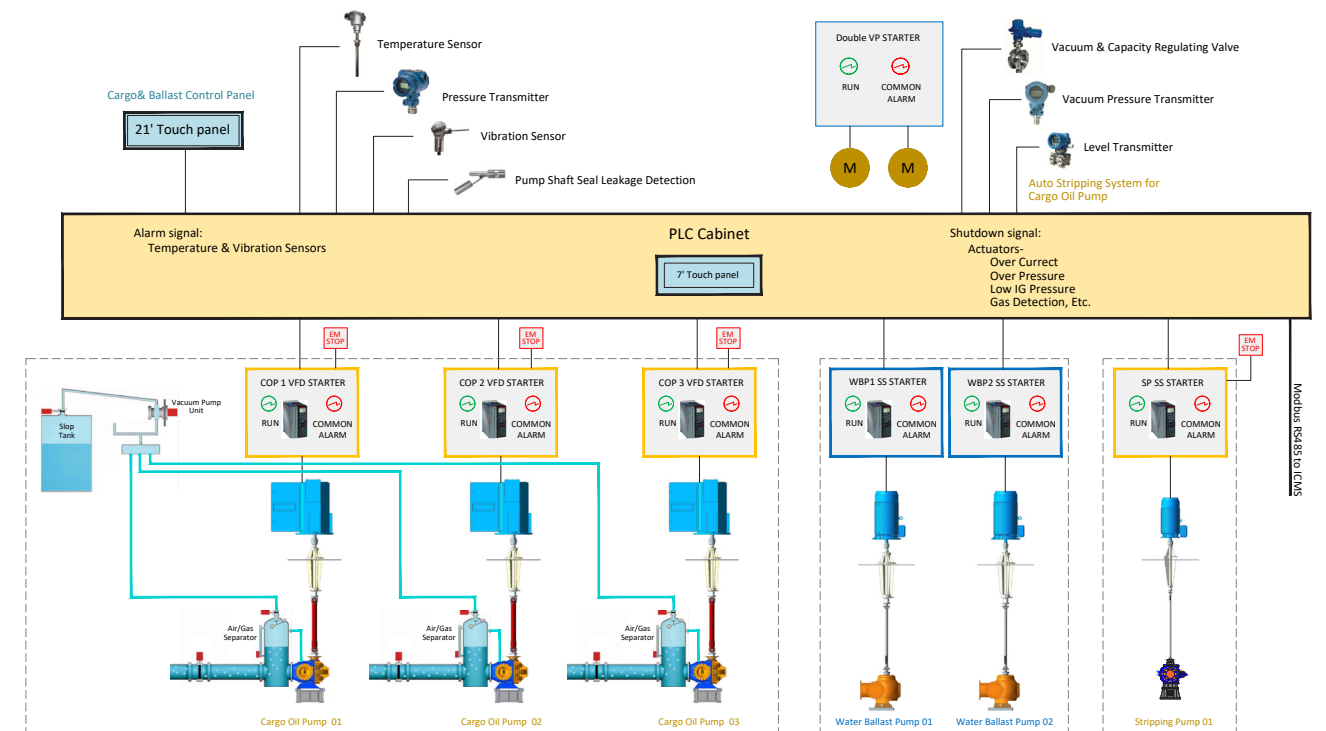 Temperature Sensor
Double VP STARTER
RUN
COMMON
ALARM
M
M
Vacuum & Capacity Regulating Valve
Cargo& Ballast Control Panel
21' Touch panel
Pressure Transmitter
Vacuum Pressure Transmitter
Vibration Sensor
Level Transmitter
Pump Shaft Seal Leakage Detection
Auto Stripping System for
Cargo Oil Pump
Alarm signal:
Temperature & Vibration Sensors
PLC Cabinet
7' Touch panel
Shutdown signal:
Actuators-
Over Currect
Over Pressure
Low IG Pressure
Gas Detection, Etc.
EM
STOP
EM
STOP
EM
STOP
EM
STOP
COP 1 VFD STARTER
RUN
COMMON
ALARM
COP 2 VFD STARTER
RUN
COMMON
ALARM
COP 3 VFD STARTER
RUN
COMMON
ALARM
WBP1 SS STARTER
RUN
COMMON
ALARM
WBP2 SS STARTER
RUN
COMMON
ALARM
SP SS STARTER
RUN
COMMON
ALARM
Modbus RS485 to ICMS
Vacuum Pump
Unit
Slop
Tank
Air/Gas
Separator
Air/Gas
Separator
Air/Gas
Separator
Cargo Oil Pump 01
Cargo Oil Pump 02
Cargo Oil Pump 03
Water Ballast Pump 01
Water Ballast Pump 02
Stripping Pump 01